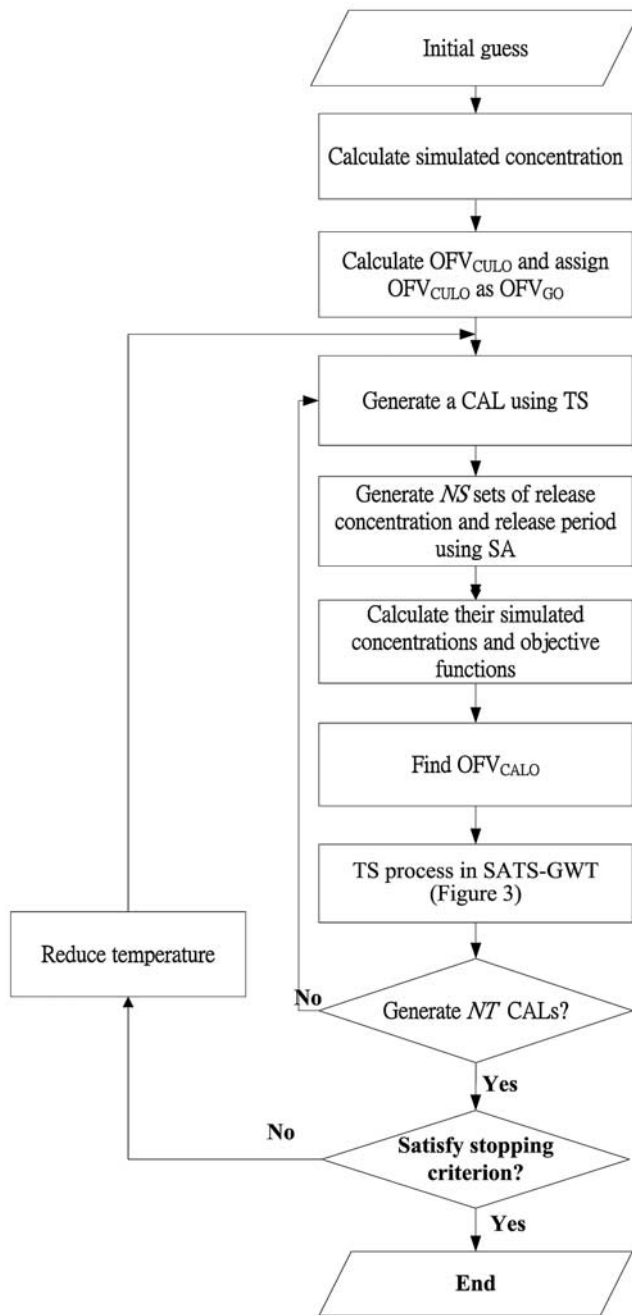 Initial guess
Calculate simulated concentration
Calculate OFVCULO and assign
OFVCULO as OFVGO
Generate a CAL using TS
Generate NS sets of release
concentration and release period
using SA
Calculate their simulated
concentrations and objective
functions
Find OFVCALO
TS process in SATS-GWT
(Figure 3)
Reduce temperature
No
Generate NT CALs?
Yes
No
Satisfy stopping
criterion?
Yes
End